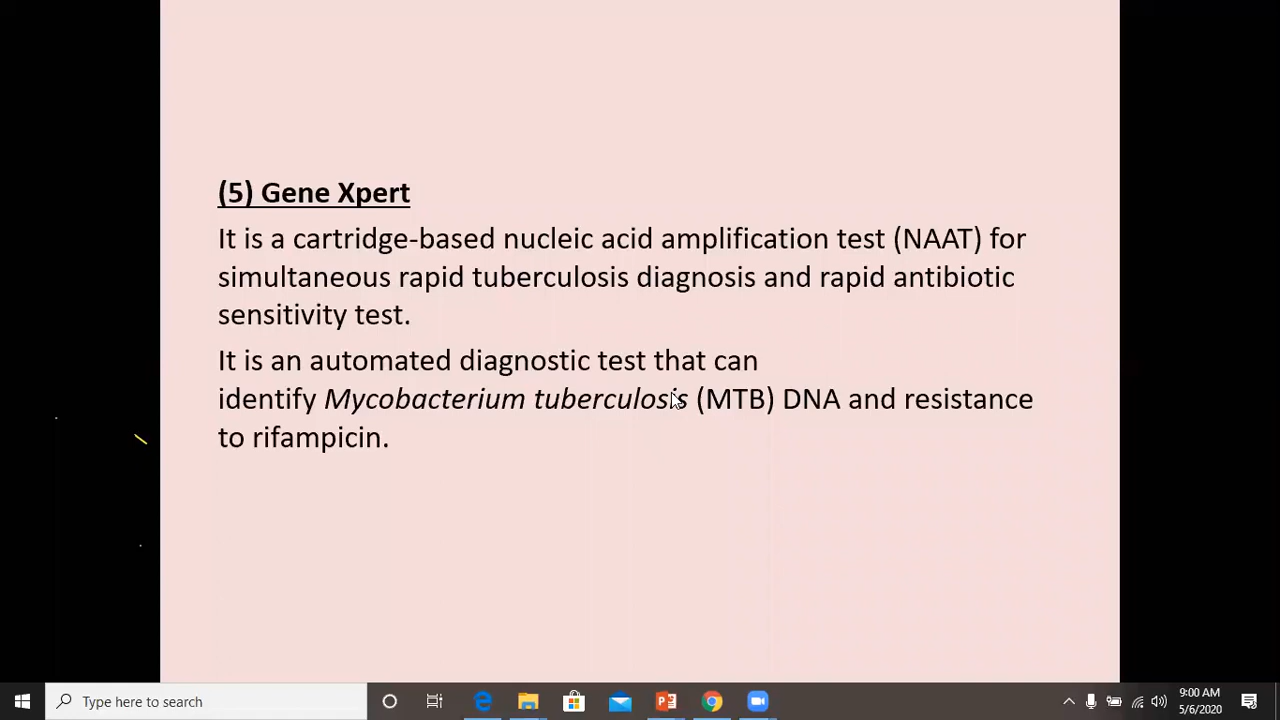 (5) Gene Xpert
It is a cartridge-based nucleic acid amplification test (NAAT) for
simultaneous rapid tuberculosis diagnosis and rapid antibiotic
sensitivity test.
It is an automated diagnostic test that can
identify Mycobacterium tuberculosis (MTB) DNA and resistance
to rifampicin.
Type here to search
9:00 AM
5/6/2020